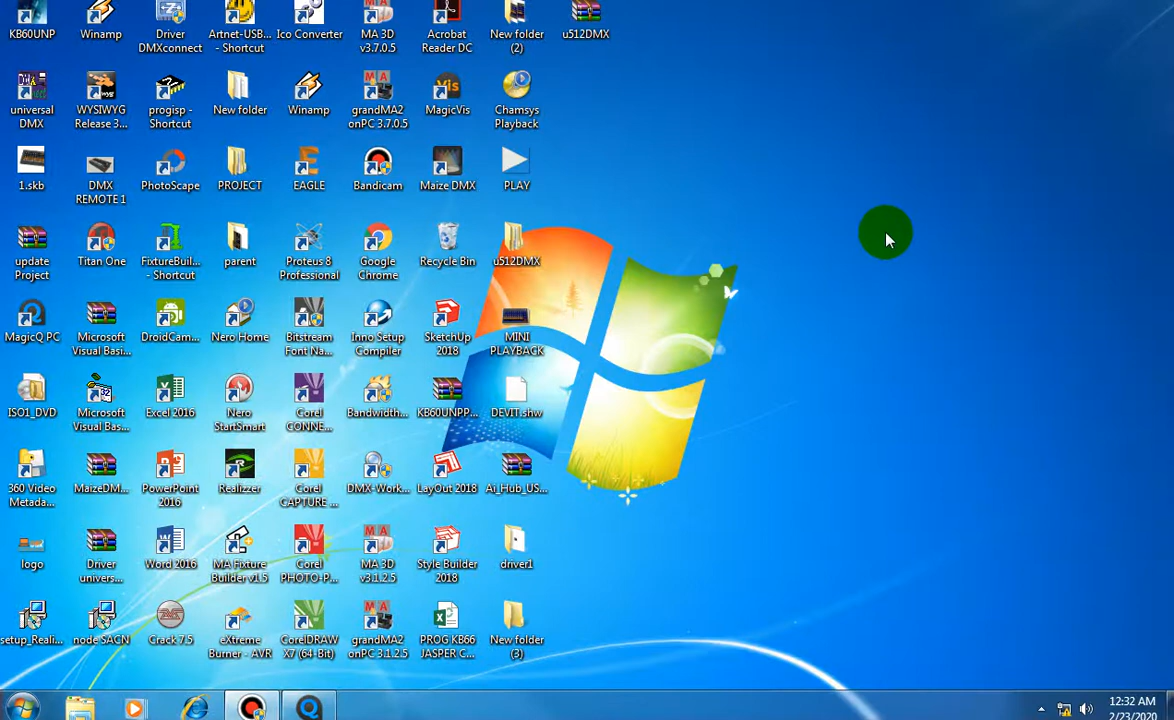 KB60UNP
Winamp
Driver
DMXconnect
Artnet-USB...
- Shortcut
Ico Converter
MA 3D
v3.7.0.5
Acrobat
Reader DC
New folder
(2)
u512DMX
universal
DMX
WYSIWYG
Release 3...
progisp -
Shortcut
New folder
Winamp
grandMA2
onPC 3.7.0.5
MagicVis
Chamsys
Playback
1.skb
DMX
REMOTE 1
PhotoScape
PROJECT
EAGLE
Bandicam
Maize DMX
PLAY
update
Project
Titan One
FixtureBuil...
- Shortcut
parent
Proteus 8
Professional
Google
Chrome
Recycle Bin
u512DMX
MagicQ PC
Microsoft
Visual Basi...
DroidCam...
Nero Home
Bitstream
Font Na...
Inno Setup
Compiler
SketchUp
2018
MINI
PLAYBACK
ISO1_DVD
Microsoft
Visual Bas...
Excel 2016
Nero
StartSmart
Corel
CONNE...
Bandwidth...
KB60UNPP...
DEVIT.shw
360 Video
Metada...
MaizeDM...
PowerPoint
2016
Realizzer
Corel
CAPTURE ...
DMX-Work...
LayOut 2018
Ai_Hub_US...
logo
Driver
univers...
Word 2016
MA Fixture
Builder v1.5
Corel
PHOTO-P...
MA 3D
v3.1.2.5
Style Builder
2018
driver1
setup_Reali...
node SACN
Crack 7.5
eXtreme
Burner - AVR
CorelDRAW
X7 (64-Bit)
grandMA2
onPC 3.1.2.5
PROG KB66
JASPER C...
New folder
(3)
12:32 AM
2/23/2020